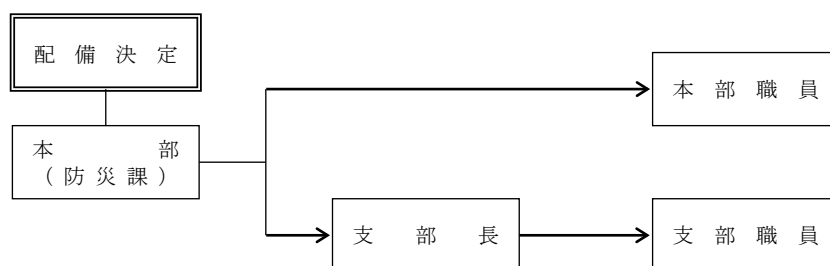 配備決定
本部職員
本部
（防災課）
支部長
支部職員